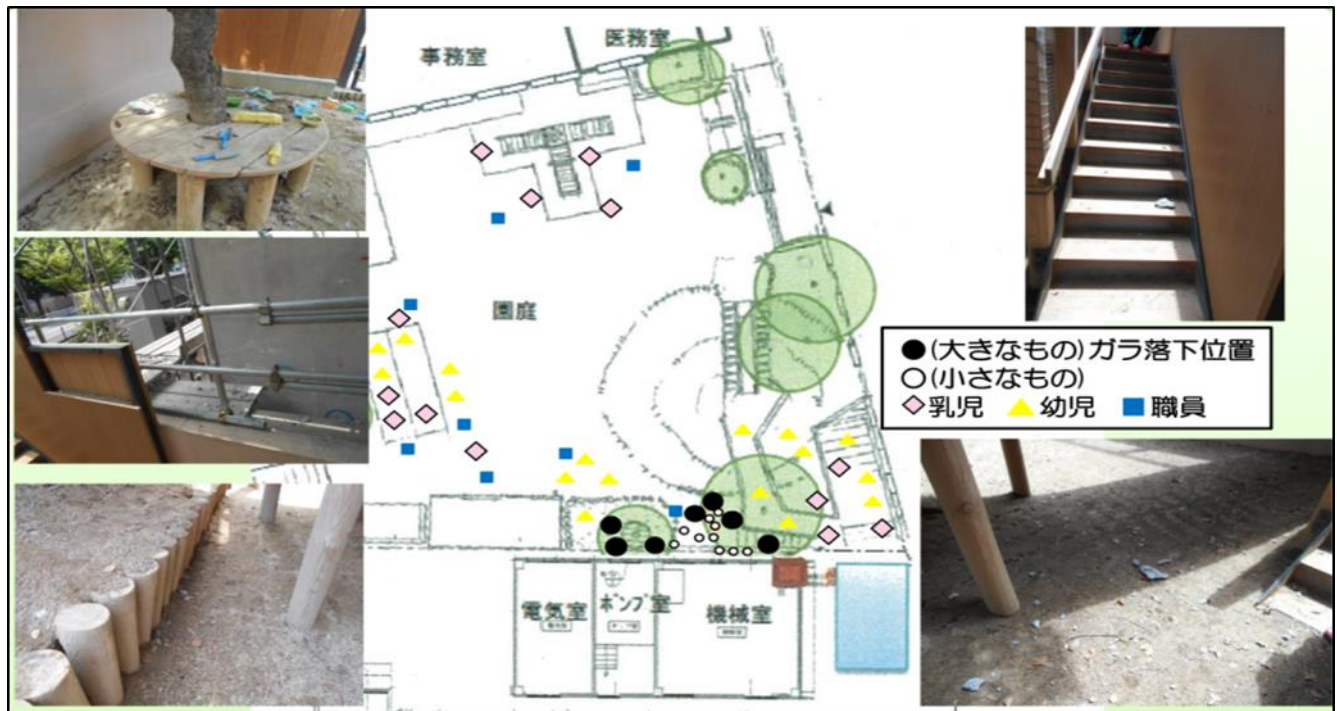 事務室
医務室
園庭
●(大きなもの)ガラ落下位置
○(小さなもの)
◇乳児 ▲幼児 ■職員
電気室
ポンプ室
機械室